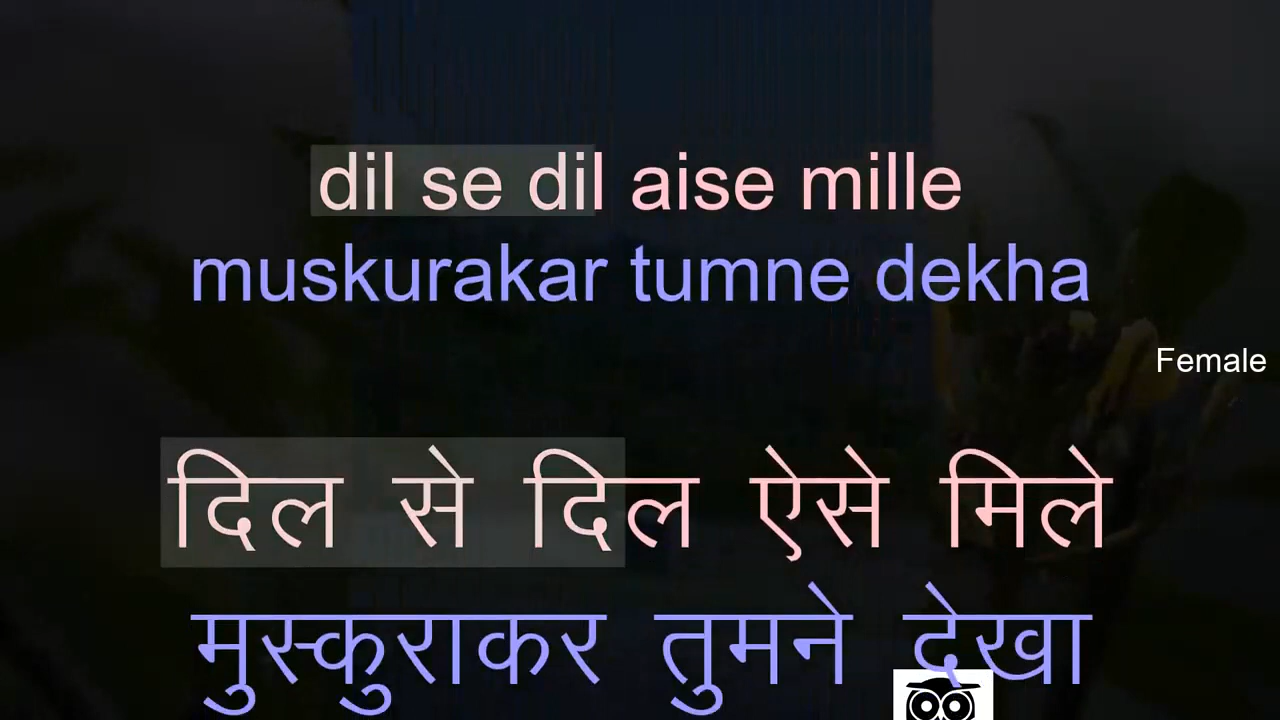 dil se dil aise mille
muskurakar tumne dekha
Female
दिल से दिल ऐसे मिले
मुस्कुराकर तुमने देखा